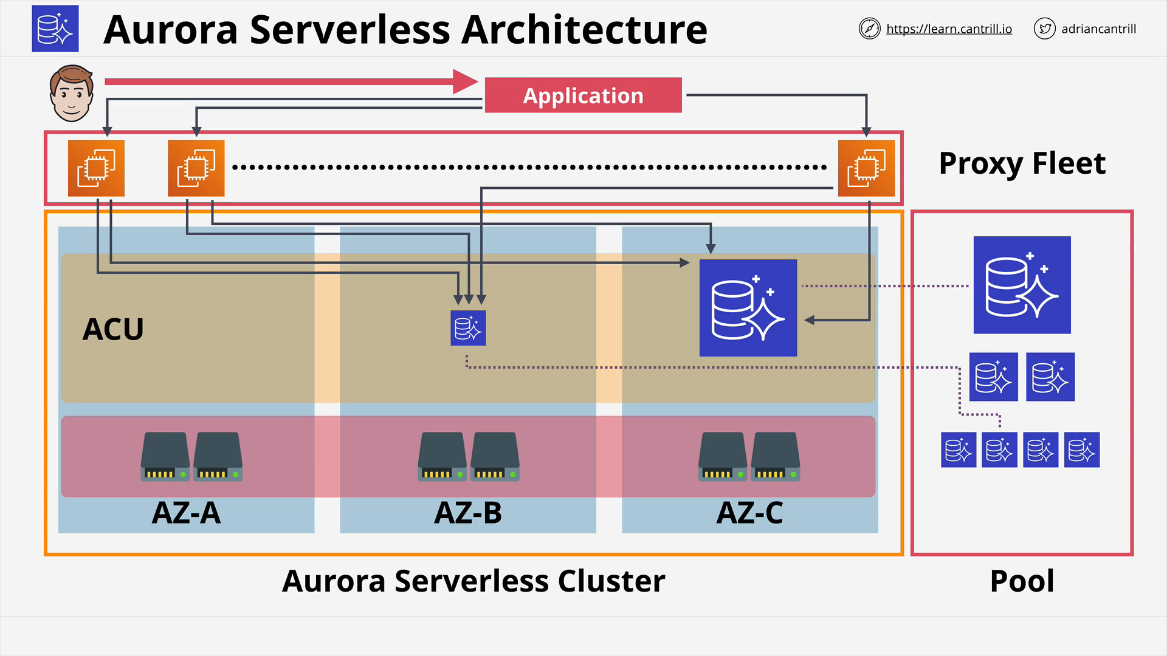 Aurora Serverless Architecture
https://learn.cantrill.io
adriancantrill
Application
Proxy Fleet
ACU
AZ-A
AZ-B
AZ-C
Aurora Serverless Cluster
Pool